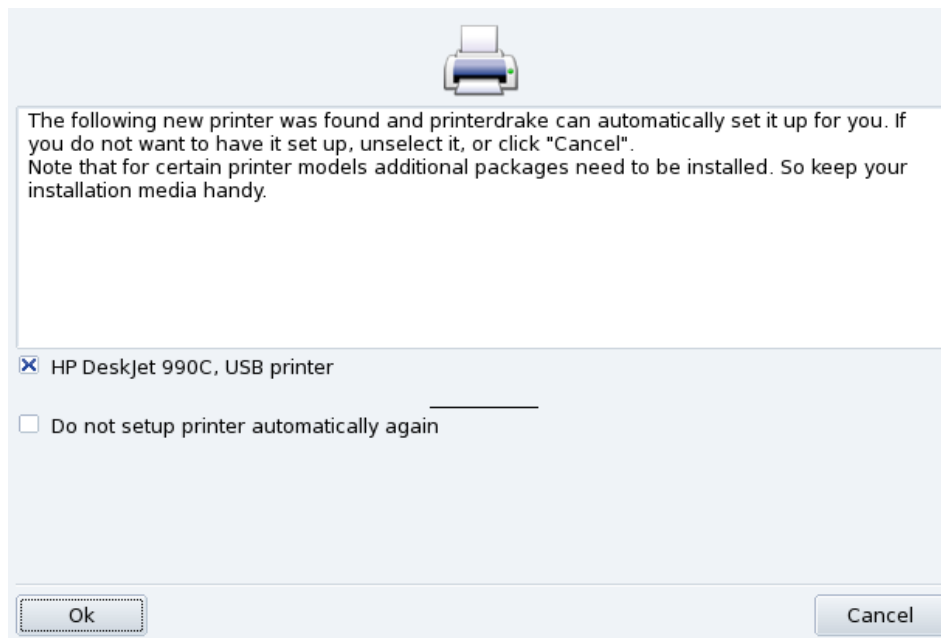 The following new printer was found and printerdrake can automatically set it up for you. If
you do not want to have it set up, unselect it, or click "Cancel".
Note that for certain printer models additional packages need to be installed. So keep your
installation media handy.
HP DeskJet 990C, USB printer
Do not setup printer automatically again
Ok
Cancel